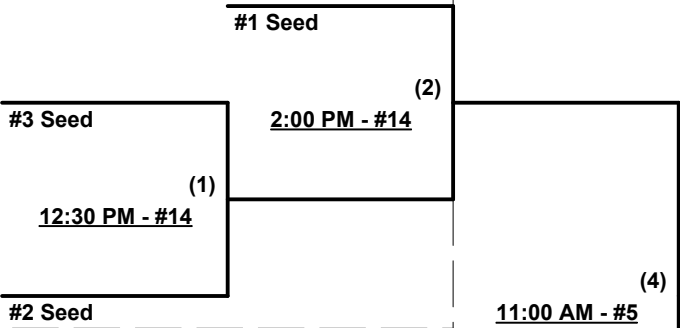 #1 Seed
(2)
#3 Seed
2:00 PM - #14
(1)
12:30 PM - #14
(4)
#2 Seed
11:00 AM - #5